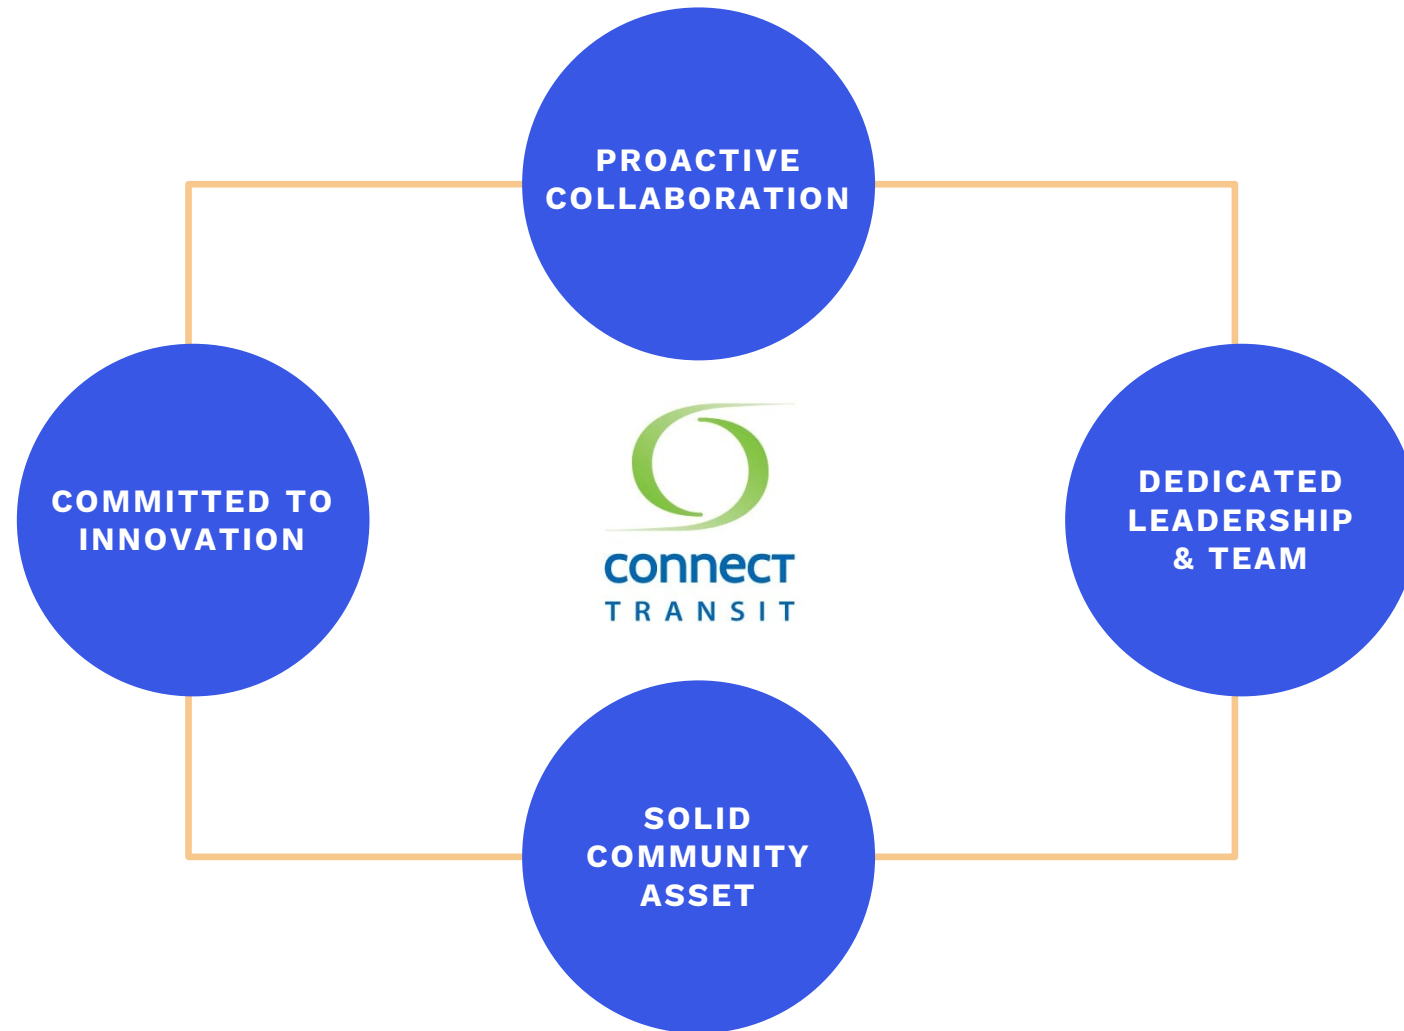 PROACTIVE
COLLABORATION
COMMITTED TO
INNOVATION
connecT
TRANSIT
DEDICATED
LEADERSHIP
& TEAM
SOLID
COMMUNITY
ASSET